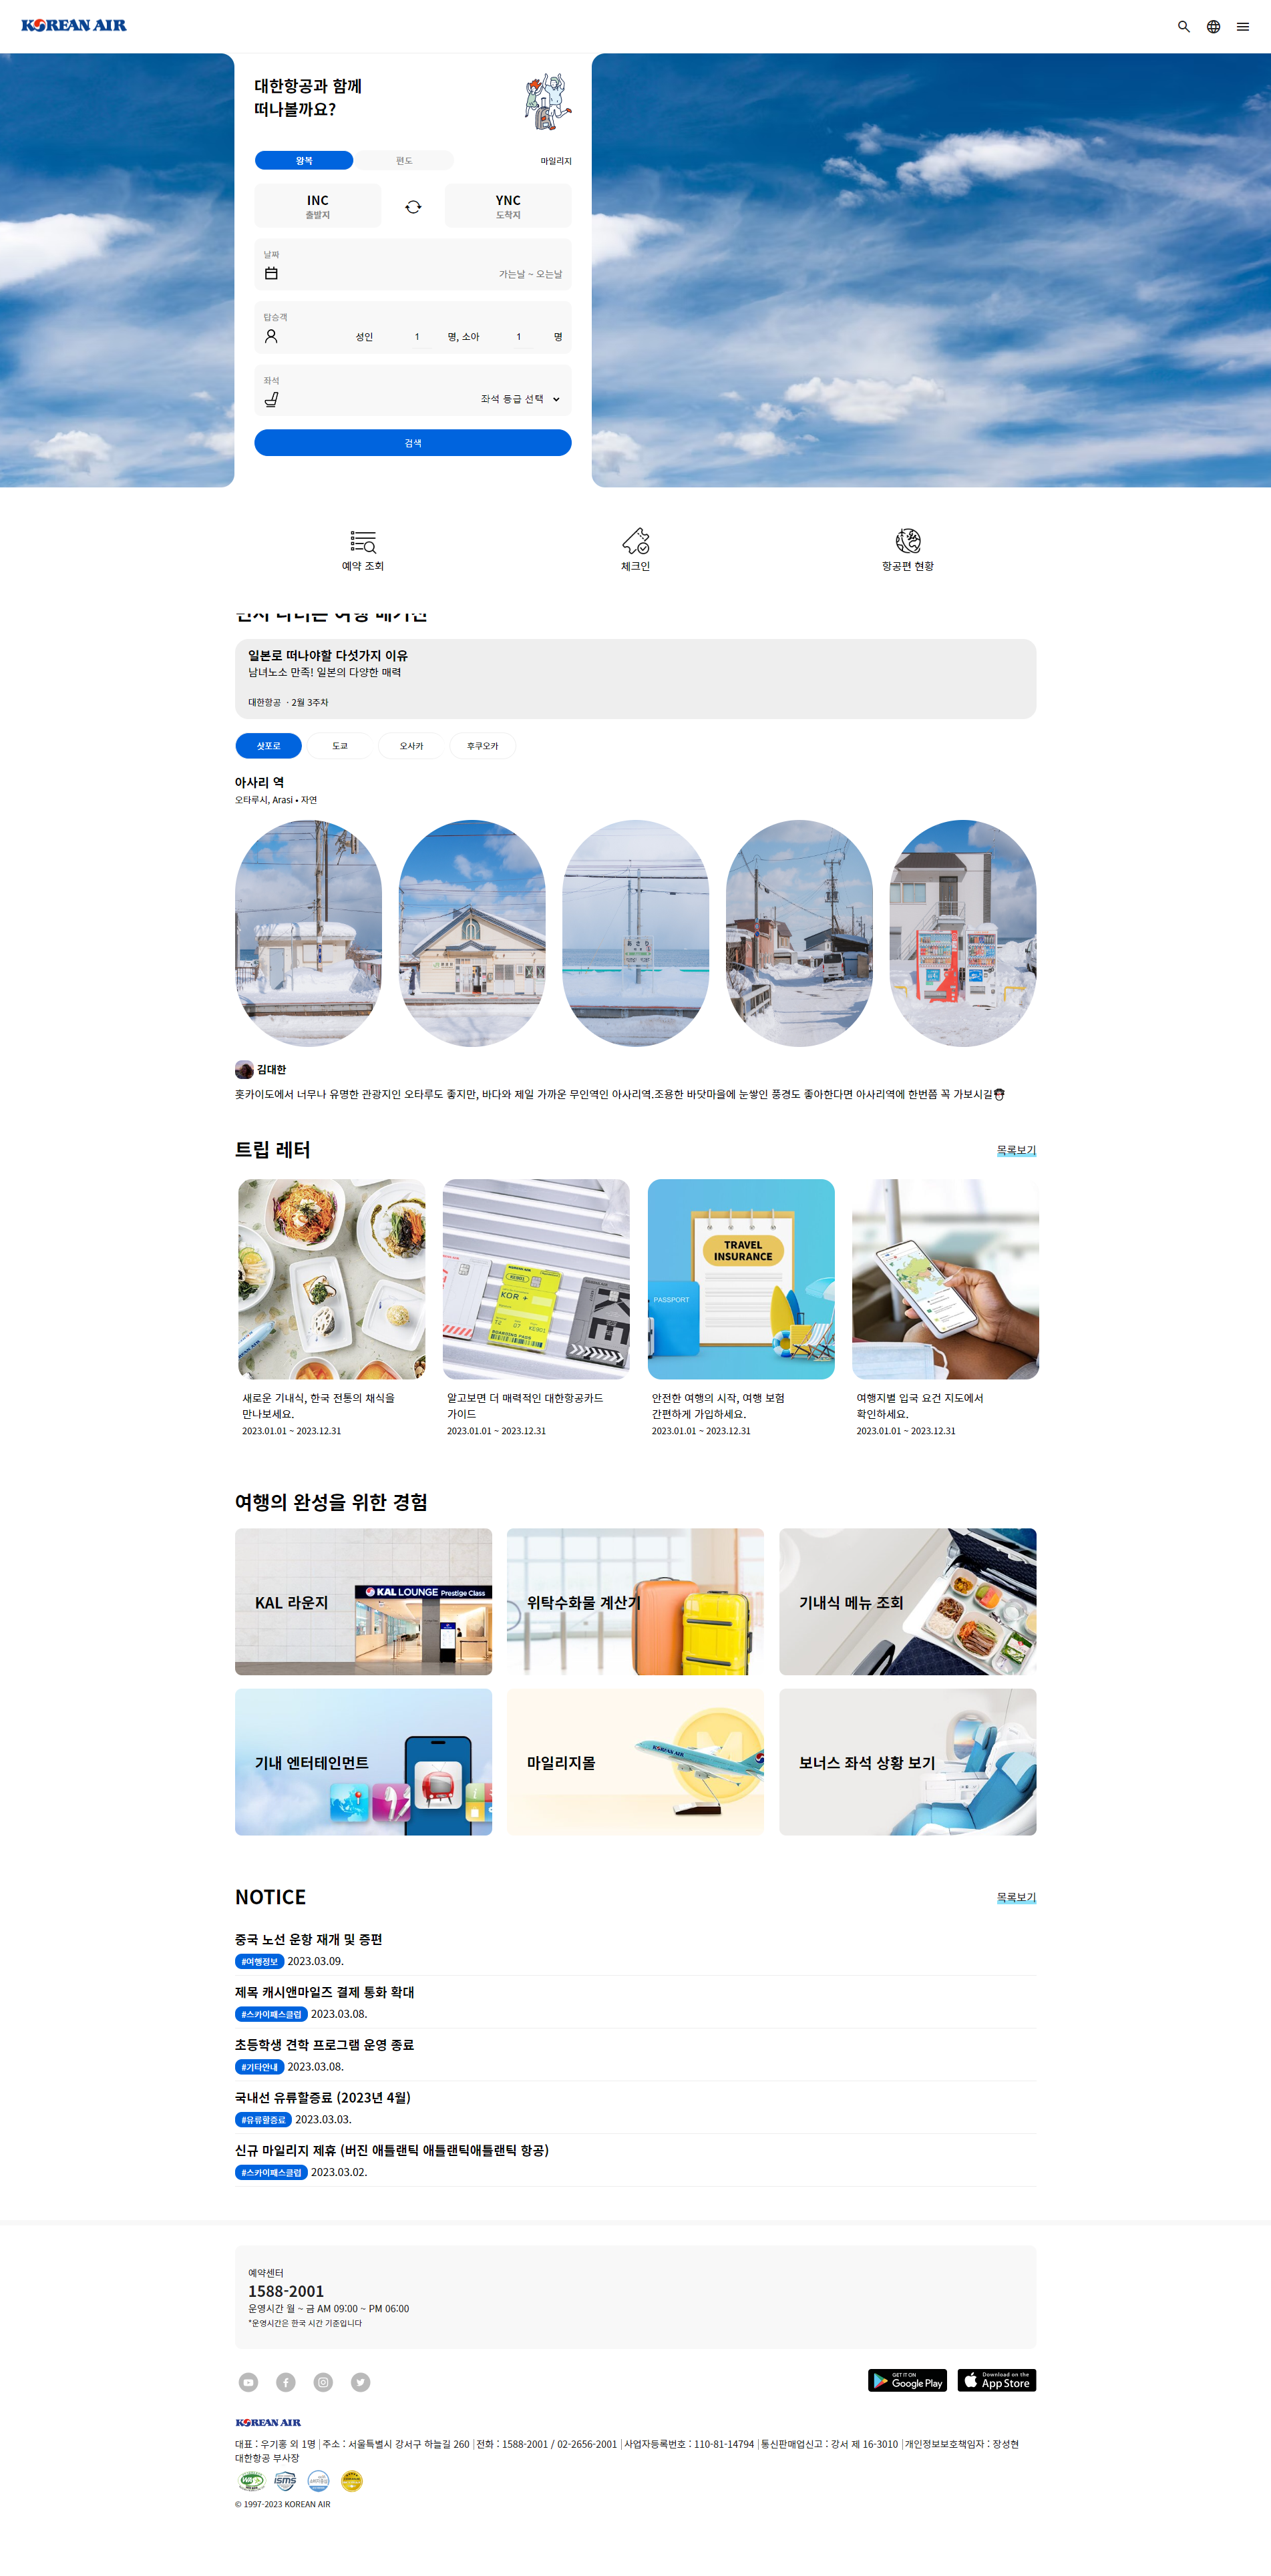 KOREAN AIR
대한항공과 함께
떠나볼까요?
왕복 편도 마일리지
INC YNC
출발지 도착지
날짜
가는날 ~ 오는날
탑승객
성인 1 명, 소아 1 명
좌석
좌석 등급 선택
검색
예약 조회 체크인 항공편 현황
일본로 떠나야할 다섯가지 이유
남녀노소 만족! 일본의 다양한 매력
대한항공 · 2월 3주차
삿포로 도쿄 오사카 후쿠오카
아사리 역
오타루시, Arasi • 자연
김대한
홋카이도에서 너무나 유명한 관광지인 오타루도 좋지만, 바다와 제일 가까운 무인역인 아사리역.조용한 바닷마을에 눈쌓인 풍경도 좋아한다면 아사리역에 한번쯤 꼭 가보시길
트립 레터 목록보기
KOR +
BOARDING PASS
TRAVEL
INSURANCE
PASSPORT
새로운 기내식, 한국 전통의 채식을
만나보세요.
2023.01.01 ~ 2023.12.31
알고보면 더 매력적인 대한항공카드
가이드
2023.01.01 ~ 2023.12.31
안전한 여행의 시작, 여행 보험
간편하게 가입하세요.
2023.01.01 ~ 2023.12.31
여행지별 입국 요건 지도에서
확인하세요.
2023.01.01 ~ 2023.12.31
여행의 완성을 위한 경험
KAL LOUNGE Prestige Class
KAL 라운지
위탁수화물 계산기
기내식 메뉴 조회
기내 엔터테인먼트
마일리지몰
KOREAN AIR
보너스 좌석 상황 보기
NOTICE 목록보기
중국 노선 운항 재개 및 증편
#여행정보 2023.03.09.
제목 캐시앤마일즈 결제 통화 확대
#스카이패스클럽 2023.03.08.
초등학생 견학 프로그램 운영 종료
#기타안내 2023.03.08.
국내선 유류할증료 (2023년 4월)
#유류활증료 2023.03.03.
신규 마일리지 제휴 (버진 애틀랜틱 애틀랜틱애틀랜틱 항공)
#스카이패스클럽 2023.03.02.
예약센터
1588-2001
운영시간 월 ~ 금 AM 09:00 ~ PM 06:00
*운영시간은 한국 시간 기준입니다
GET IT ON
Google Play
Download on the
App Store
KOREAN AIR
대표 : 우기홍 외 1명 | 주소 : 서울특별시 강서구 하늘길 260 | 전화 : 1588-2001 / 02-2656-2001 | 사업자등록번호 : 110-81-14794 | 통신판매업신고 : 강서 제 16-3010 | 개인정보보호책임자 : 장성현
대한항공 부사장
ISMS
© 1997-2023 KOREAN AIR